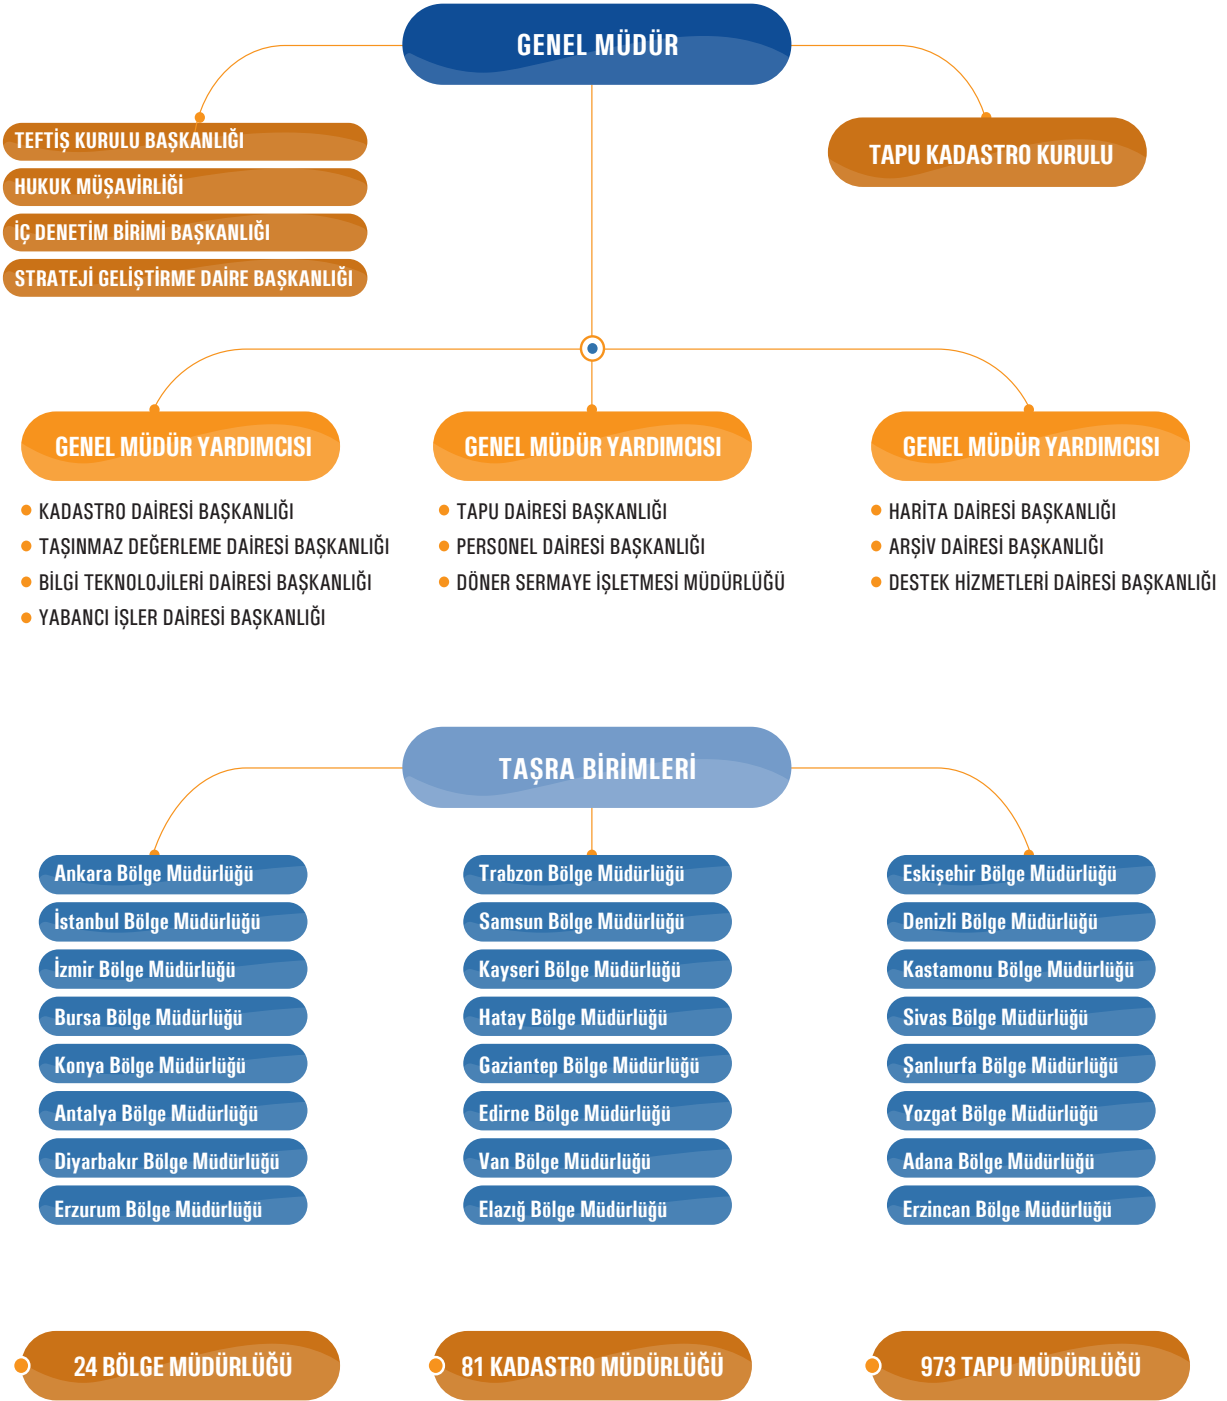 GENEL MÜDÜR
TEFTİŞ KURULU BAŞKANLIĞI
HUKUK MÜŞAVİRLİĞİ
İÇ DENETİM BİRİMİ BAŞKANLIĞI
STRATEJİ GELİŞTİRME DAİRE BAŞKANLIĞI
TAPU KADASTRO KURULU
GENEL MÜDÜR YARDIMCISI
KADASTRO DAİRESİ BAŞKANLIĞI
TAŞINMAZ DEĞERLEME DAİRESİ BAŞKANLIĞI
BİLGİ TEKNOLOJİLERİ DAİRESİ BAŞKANLIĞI
YABANCI İŞLER DAİRESİ BAŞKANLIĞI
GENEL MÜDÜR YARDIMCISI
TAPU DAİRESİ BAŞKANLIĞI
PERSONEL DAİRESİ BAŞKANLIĞI
DÖNER SERMAYE İŞLETMESİ MÜDÜRLÜĞÜ
GENEL MÜDÜR YARDIMCISI
HARİTA DAİRESİ BAŞKANLIĞI
ARŞİV DAİRESİ BAŞKANLIĞI
DESTEK HİZMETLERİ DAİRESİ BAŞKANLIĞI
TAŞRA BİRİMLERİ
Ankara Bölge Müdürlüğü
İstanbul Bölge Müdürlüğü
İzmir Bölge Müdürlüğü
Bursa Bölge Müdürlüğü
Konya Bölge Müdürlüğü
Antalya Bölge Müdürlüğü
Diyarbakır Bölge Müdürlüğü
Erzurum Bölge Müdürlüğü
Trabzon Bölge Müdürlüğü
Samsun Bölge Müdürlüğü
Kayseri Bölge Müdürlüğü
Hatay Bölge Müdürlüğü
Gaziantep Bölge Müdürlüğü
Edirne Bölge Müdürlüğü
Van Bölge Müdürlüğü
Elazığ Bölge Müdürlüğü
Eskişehir Bölge Müdürlüğü
Denizli Bölge Müdürlüğü
Kastamonu Bölge Müdürlüğü
Sivas Bölge Müdürlüğü
Şanlıurfa Bölge Müdürlüğü
Yozgat Bölge Müdürlüğü
Adana Bölge Müdürlüğü
Erzincan Bölge Müdürlüğü
24 BÖLGE MÜDÜRLÜĞÜ
81 KADASTRO MÜDÜRLÜĞÜ
973 TAPU MÜDÜRLÜĞÜ